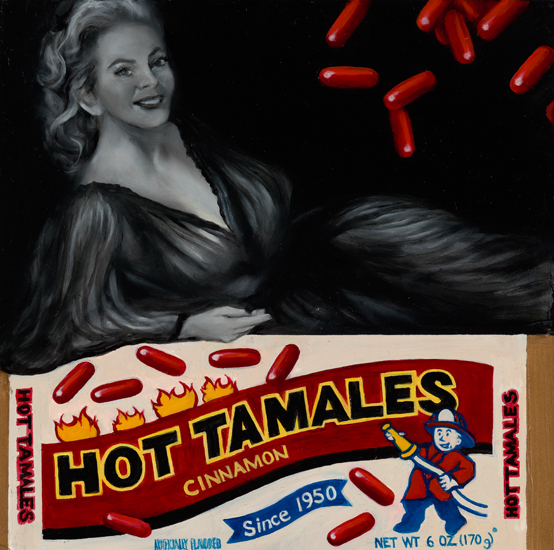 HOT TAMALES
HOT TAMALES
CINNAMON
Since 1950
ARTIFICIALLY FLAVORED
NET WT 6 OZ (170g)
HOT TAMALES